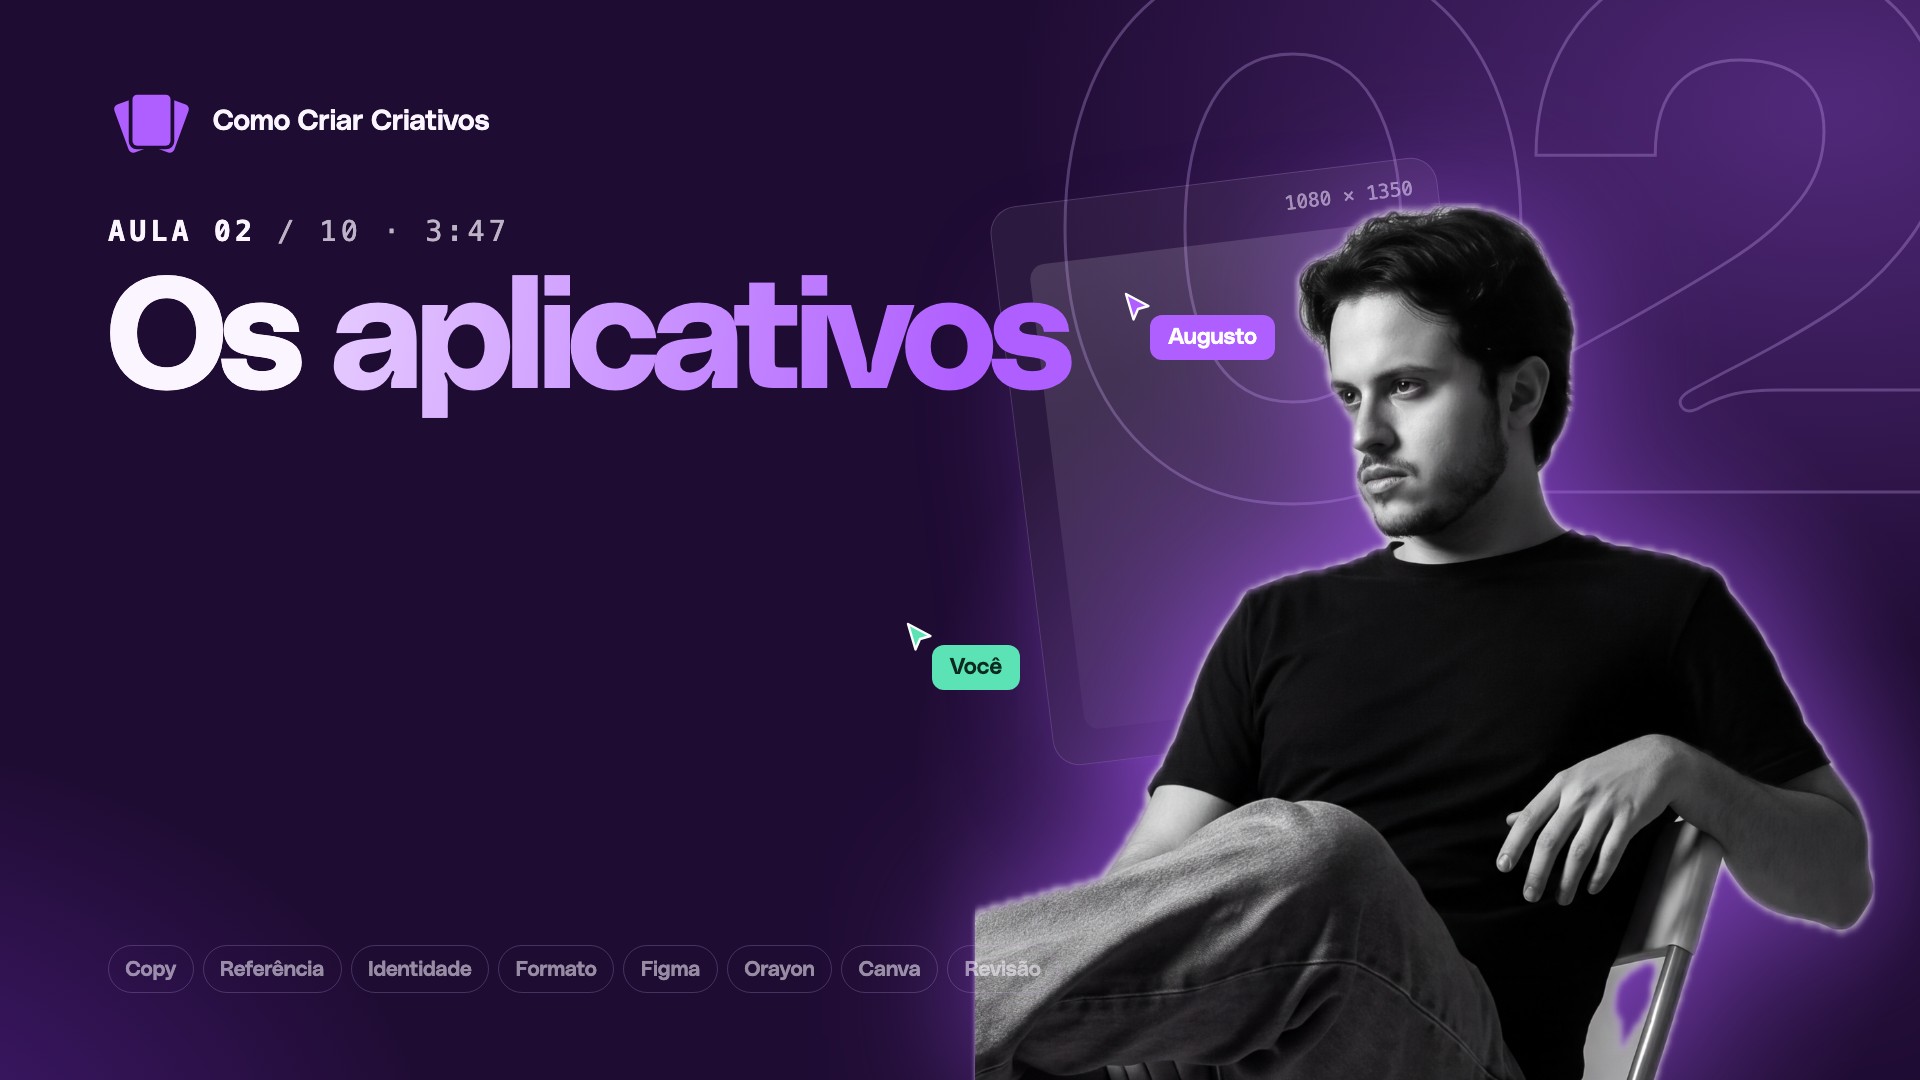 Como Criar Criativos
AULA 02 / 10 · 3:47
Os aplicativos
02
1080 × 1350
Augusto
Você
Copy Referência Identidade Formato Figma Orayon Canva Revisão